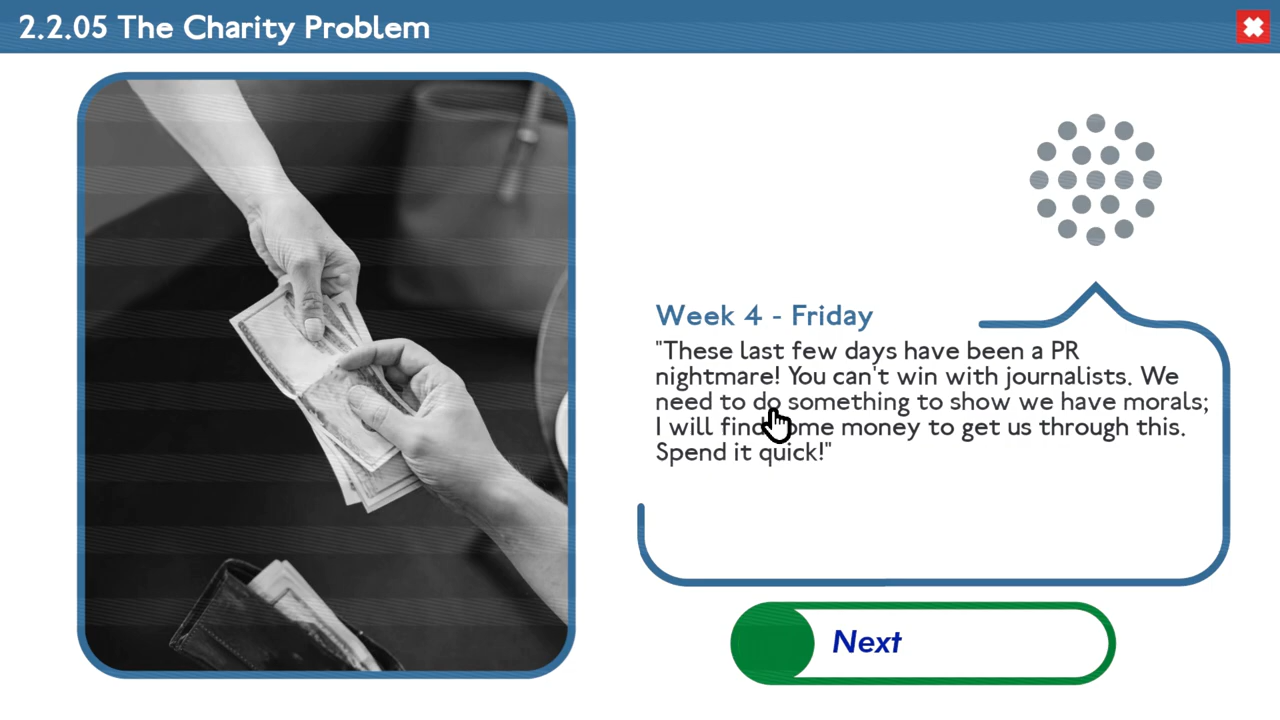 2.2.05 The Charity Problem
Week 4 - Friday
"These last few days have been a PR
nightmare! You can't win with journalists. We
need to do something to show we have morals;
I will find some money to get us through this.
Spend it quick!"
Next